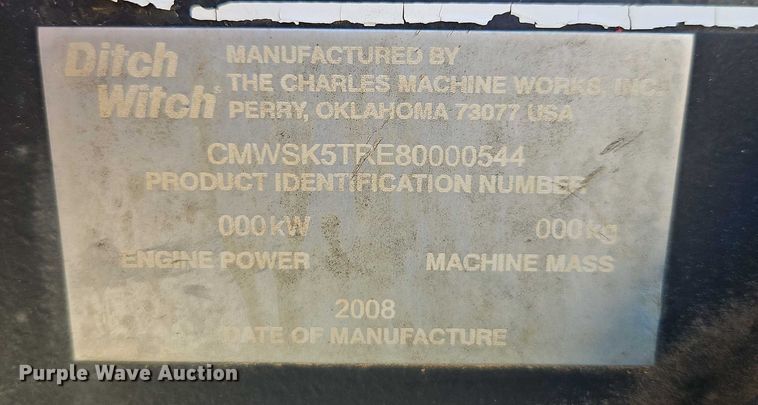 Ditch Witch
MANUFACTURED BY
THE CHARLES MACHINE WORKS, INC.
PERRY, OKLAHOMA 73077 USA
CMWSK5TRE80000544
PRODUCT IDENTIFICATION NUMBER
000kW 000kg
ENGINE POWER MACHINE MASS
2008
DATE OF MANUFACTURE
Purple Wave Auction